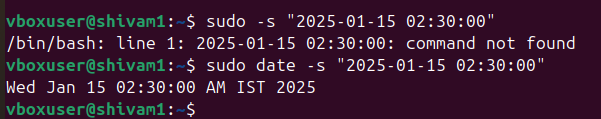 vboxuser@shivam1:~$ sudo -s "2025-01-15 02:30:00"
/bin/bash: line 1: 2025-01-15 02:30:00: command not found
vboxuser@shivam1:~$ sudo date -s "2025-01-15 02:30:00"
Wed Jan 15 02:30:00 AM IST 2025
vboxuser@shivam1:~$